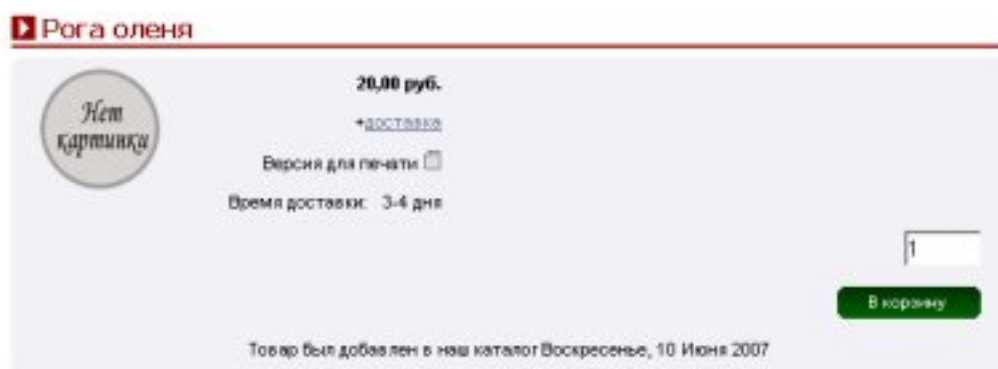 Рога оленя
Нет
картинки
20,00 руб.
+доставка
Версия для печати
Время доставки: 3-4 дня
1
В корзину
Товар был добавлен в наш каталог Воскресенье, 10 Июня 2007